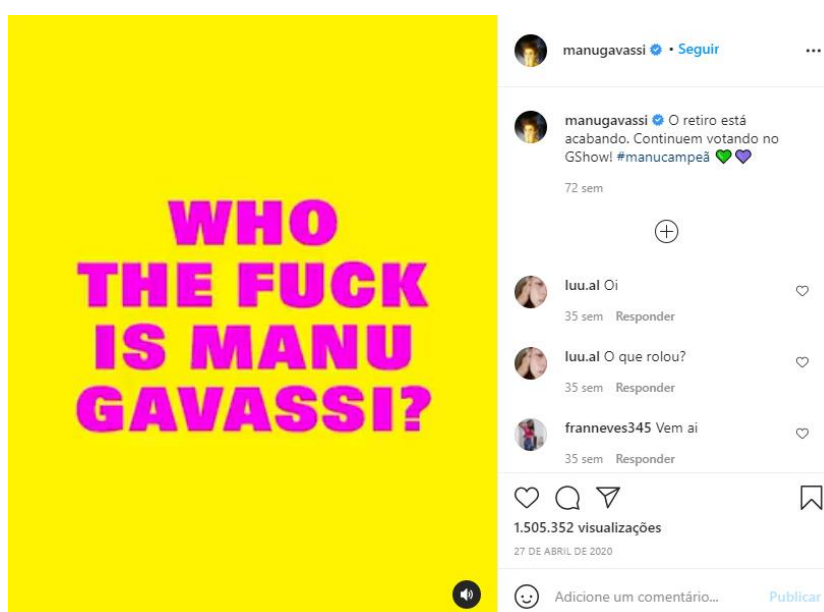 WHO
THE FUCK
IS MANU
GAVASSI?
manugavassi • Seguir
manugavassi O retiro está
acabando. Continuem votando no
GShow! #manucampeã 💚💜
72 sem
luu.al Oi
35 sem Responder
luu.al O que rolou?
35 sem Responder
franneves345 Vem ai
35 sem Responder
1.505.352 visualizações
27 DE ABRIL DE 2020
Adicione um comentário... Publicar